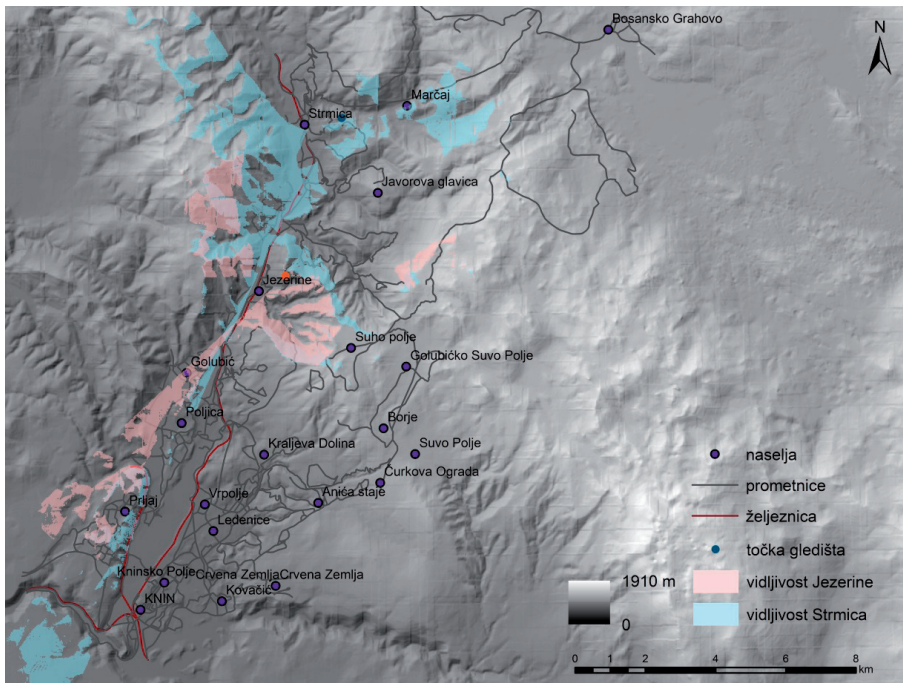 Bosansko Grahovo
N
Marčaj
Strmica
Javorova glavica
Jezerine
Suho polje
Golubićko Suvo Polje
Golubić
Poljica
Borje
Kraljeva Dolina
Suvo Polje
Ćurkova Ograda
Prljaj
Vrpolje
Anića staje
Ledenice
Kninsko Polje
Crvena Zemlja
Crvena Zemlja
KNIN
Kovačić
naselja
prometnice
željeznica
točka gledišta
1910 m
0
vidljivost Jezerine
vidljivost Strmica
0 1 2 4 6 8
km